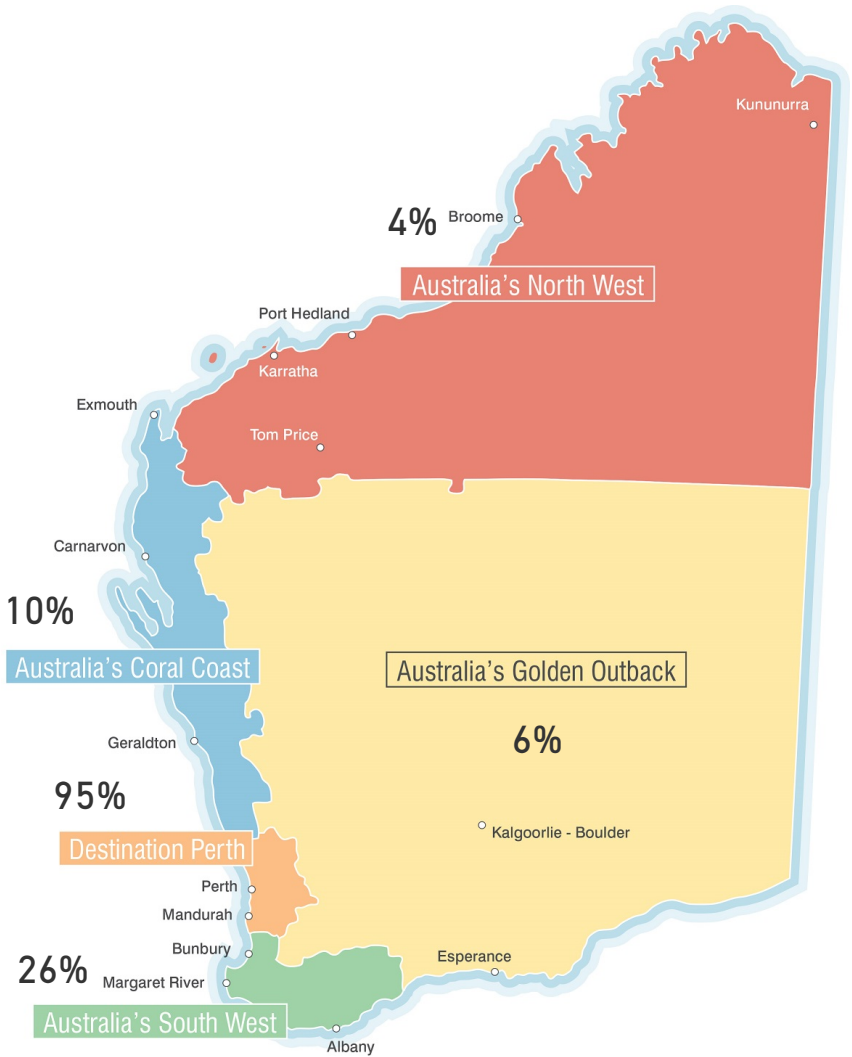 Kununurra
4%
Broome
Australia's North West
Port Hedland
Karratha
Exmouth
Tom Price
Carnarvon
10%
Australia's Coral Coast
Australia's Golden Outback
6%
Geraldton
95%
Kalgoorlie - Boulder
Destination Perth
Perth
Mandurah
Bunbury
Esperance
26%
Margaret River
Australia's South West
Albany